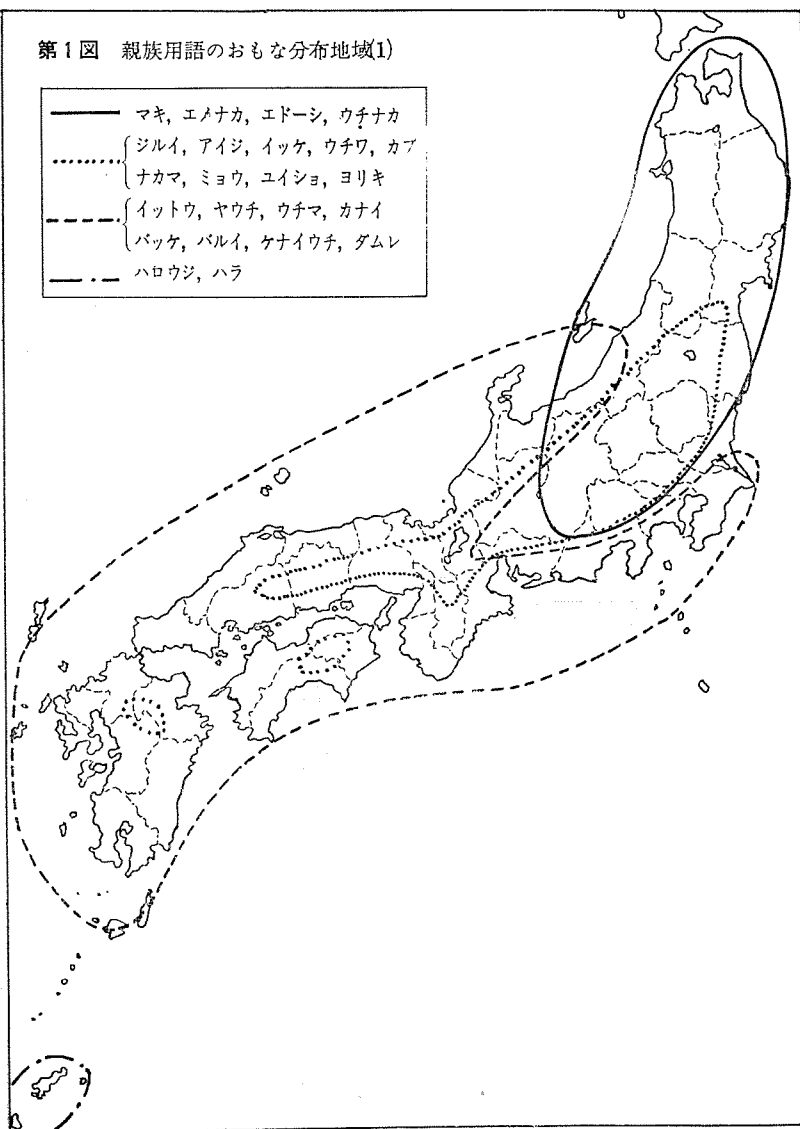 第1図 親族用語のおもな分布地域(1)
マキ, エメナカ, エドーシ, ウチナカ
ジルイ, アイジ, イッケ, ウチワ, カブ
ナカマ, ミョウ, ユイショ, ヨリキ
イットウ, ヤウチ, ウチマ, カナイ
バッケ, バルイ, ケナイウチ, ダムレ
ハロウジ, ハラ